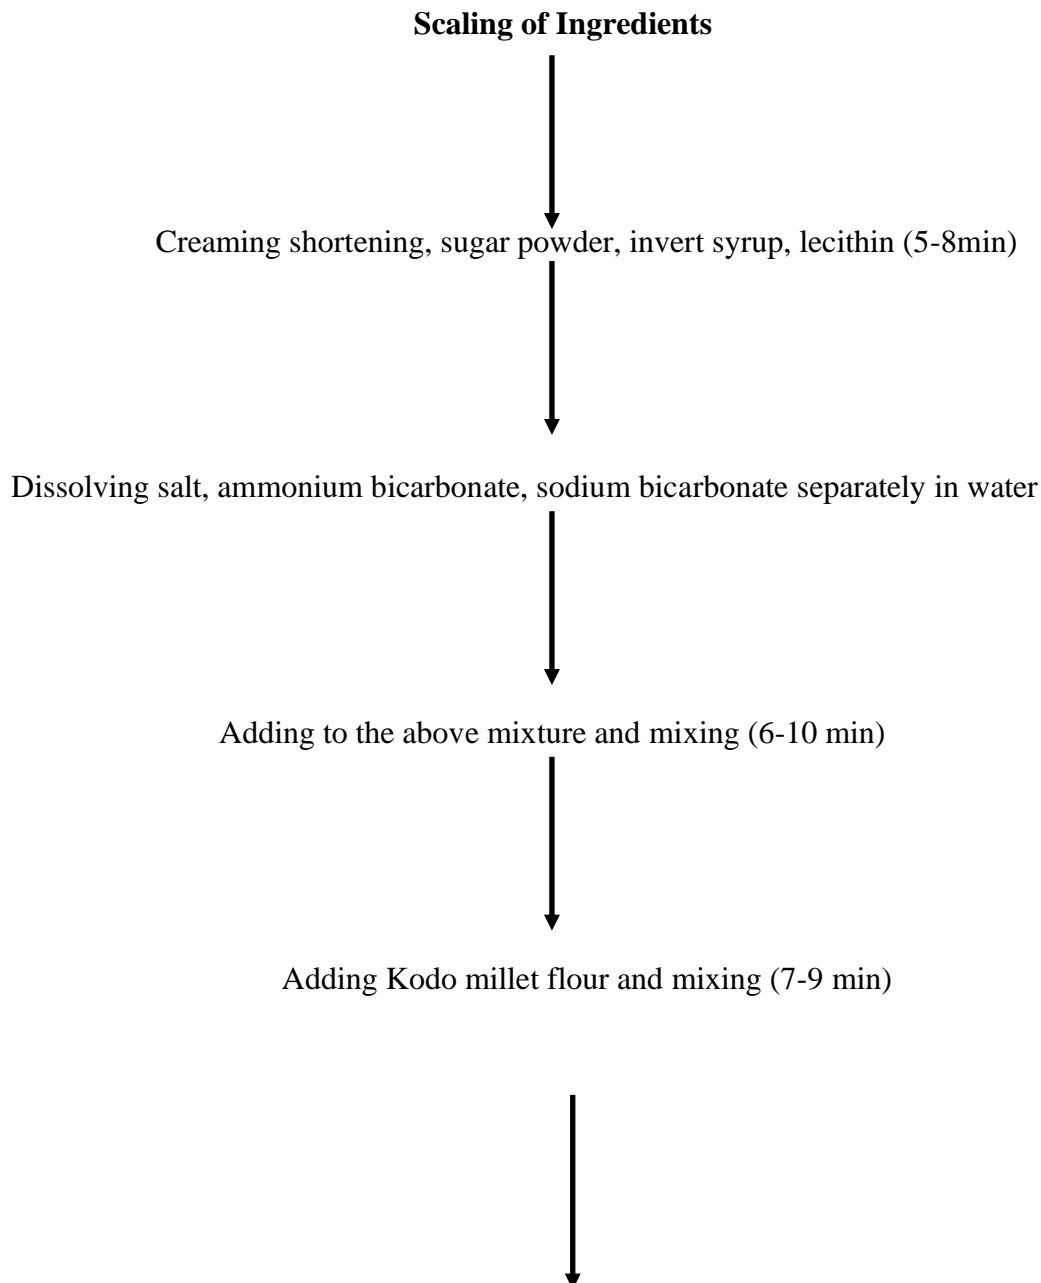 Scaling of Ingredients
Creaming shortening, sugar powder, invert syrup, lecithin (5-8min)
Dissolving salt, ammonium bicarbonate, sodium bicarbonate separately in water
Adding to the above mixture and mixing (6-10 min)
Adding Kodo millet flour and mixing (7-9 min)